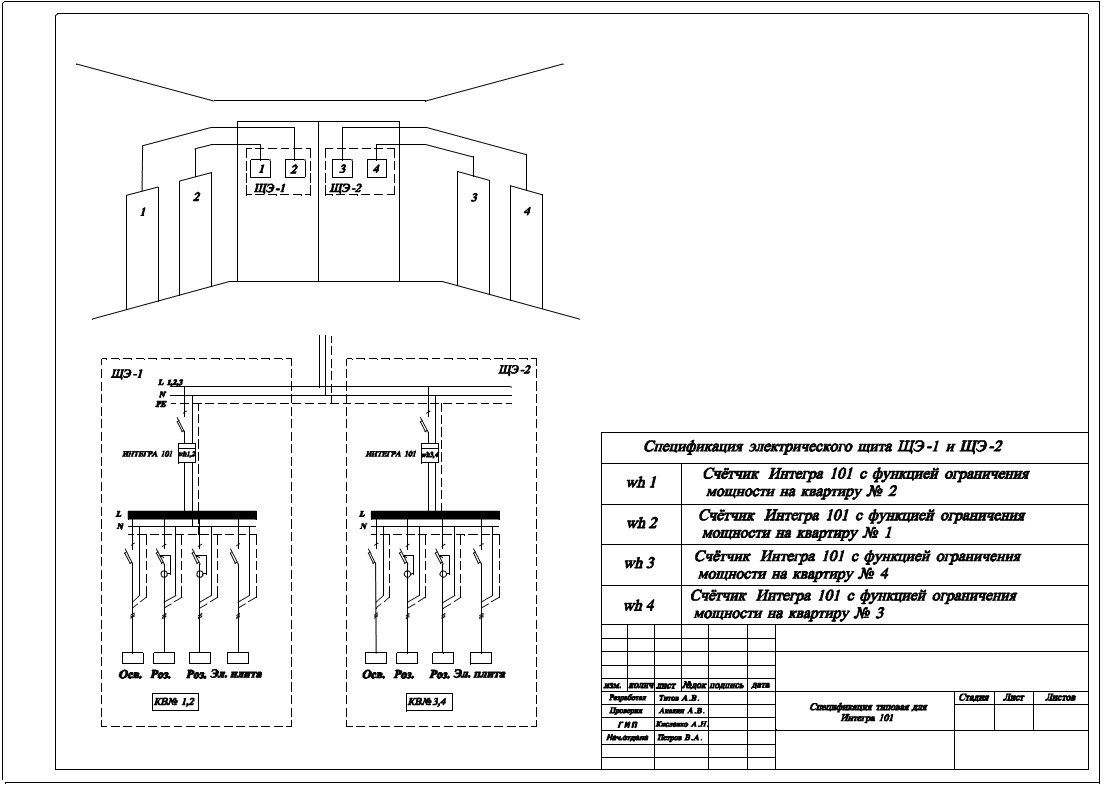 1 2 3 4
ЩЭ-1 ЩЭ-2
1 2 3 4
ЩЭ-1 ЩЭ-2
L 1,2,3
N
PE
ИНТЕГРА 101 wh1,2 ИНТЕГРА 101 wh3,4
L L
N N
Осв. Роз. Роз. Эл. плита Осв. Роз. Роз. Эл. плита
КВ№ 1,2 КВ№ 3,4
Спецификация электрического щита ЩЭ-1 и ЩЭ-2
wh 1 Счётчик Интегра 101 с функцией ограничения
мощности на квартиру № 2
wh 2 Счётчик Интегра 101 с функцией ограничения
мощности на квартиру № 1
wh 3 Счётчик Интегра 101 с функцией ограничения
мощности на квартиру № 4
wh 4 Счётчик Интегра 101 с функцией ограничения
мощности на квартиру № 3
изм. колич лист №док подпись дата
Разработал Титов А.В.
Проверил А.В.
ГИП Кисленко А.Н.
Нач.отдела Петров В.А.
Спецификация типовая для
Интегра 101
Стадия Лист Листов